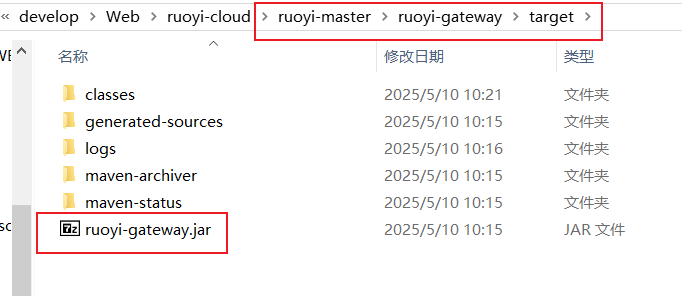 « develop › Web › ruoyi-cloud › ruoyi-master › ruoyi-gateway › target ›
名称 修改日期 类型
classes 2025/5/10 10:21 文件夹
generated-sources 2025/5/10 10:15 文件夹
logs 2025/5/10 10:16 文件夹
maven-archiver 2025/5/10 10:15 文件夹
maven-status 2025/5/10 10:15 文件夹
7z ruoyi-gateway.jar 2025/5/10 10:15 JAR 文件